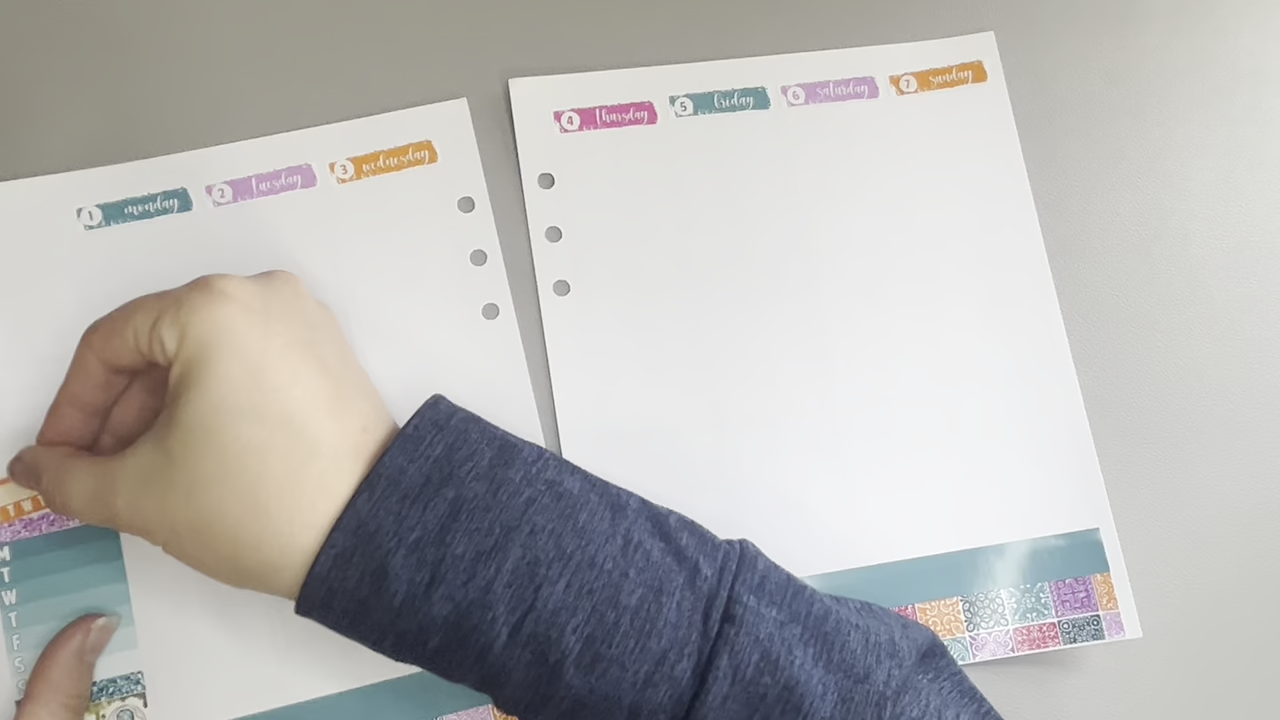 1 monday
2 tuesday
3 wednesday
4 thursday
5 friday
6 saturday
7 sunday
T W T
M
T
W
T
F
S
S